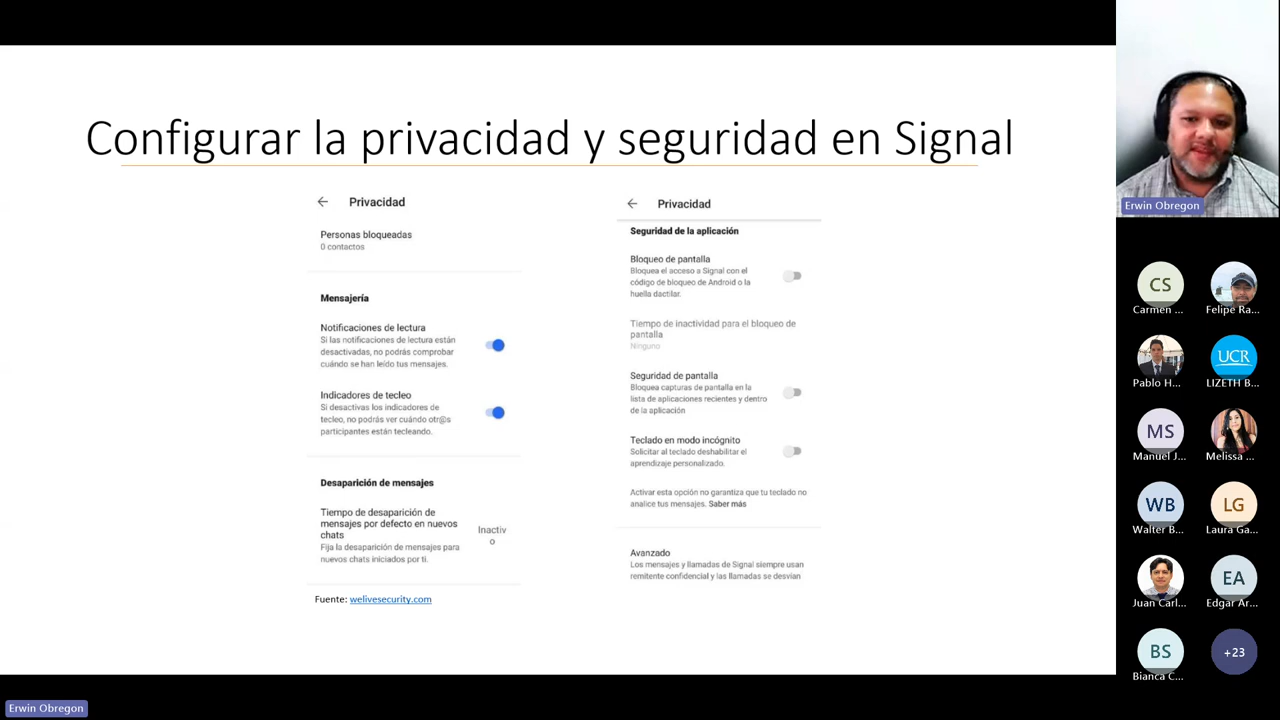 Configurar la privacidad y seguridad en Signal
Privacidad
Personas bloqueadas
0 contactos
Mensajería
Notificaciones de lectura
Si las notificaciones de lectura están
desactivadas, no podrás comprobar
cuándo se han leído tus mensajes.
Indicadores de tecleo
Si desactivas los indicadores de
tecleo, no podrás ver cuándo otr@s
participantes están tecleando.
Desaparición de mensajes
Tiempo de desaparición de
mensajes por defecto en nuevos
chats
Fija la desaparición de mensajes para
nuevos chats iniciados por ti.
Inactiv
o
Fuente: welivesecurity.com
Privacidad
Seguridad de la aplicación
Bloqueo de pantalla
Bloquea el acceso a Signal con el
código de bloqueo de Android o la
huella dactilar.
Tiempo de inactividad para el bloqueo de
pantalla
Ninguno
Seguridad de pantalla
Bloquea capturas de pantalla en la
lista de aplicaciones recientes y dentro
de la aplicación
Teclado en modo incógnito
Solicitar al teclado deshabilitar el
aprendizaje personalizado.
Activar esta opción no garantiza que tu teclado no
analice tus mensajes. Saber más
Avanzado
Los mensajes y llamadas de Signal siempre usan
remitente confidencial y las llamadas se desvían
Erwin Obregon
CS
Carmen ...
Felipe Ra...
Pablo H...
UCR
LIZETH B...
MS
Manuel J...
Melissa ...
WB
Walter B...
LG
Laura Ga...
Juan Carl...
EA
Edgar Ar...
BS
Bianca C...
+23
Erwin Obregon